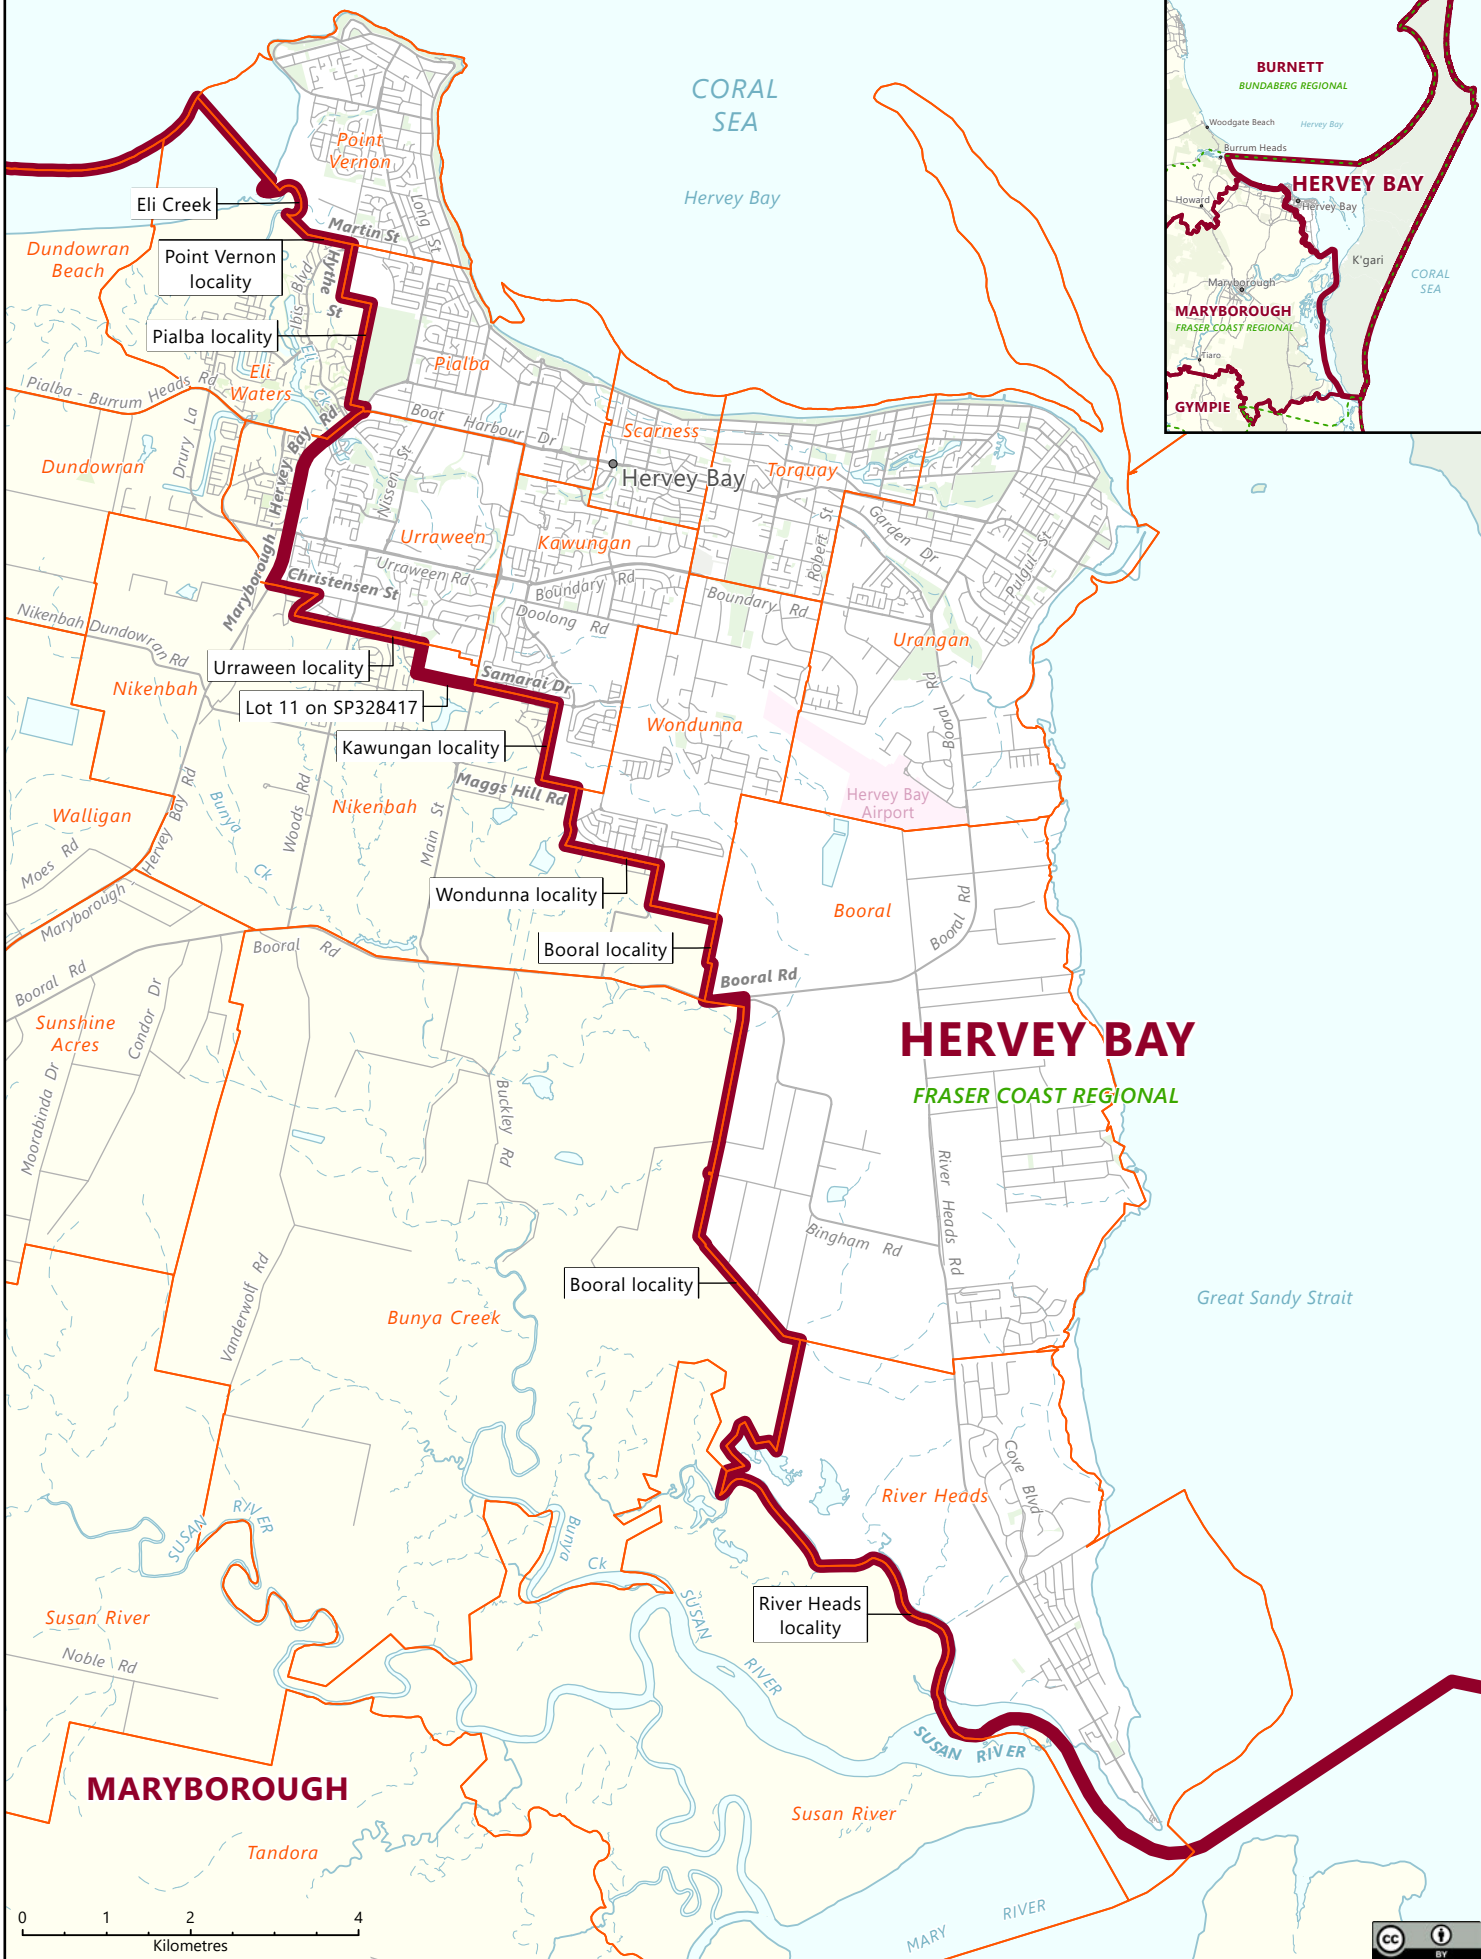 CORAL
SEA
Hervey Bay
BURNETT
BUNDABERG REGIONAL
Woodgate Beach
Hervey Bay
Burrum Heads
HERVEY BAY
Howard
Hervey Bay
K'gari
Maryborough
CORAL
SEA
MARYBOROUGH
FRASER COAST REGIONAL
Tiaro
GYMPIE
Point
Vernon
Eli Creek
Long St
Martin St
Dundowran
Beach
Point Vernon
locality
Hythe
St
Ibis Blvd
Pialba locality
Eli
Ck
Pialba
Eli
Waters
Pialba - Burrum Heads Rd
Drury La
Boat Harbour Dr
Scarness
Dundowran
Maryborough - Hervey Bay Rd
Nissen St
Hervey Bay
Torquay
Urraween
Kawungan
Robert St
Garden Dr
Pulgul St
Urraween Rd
Christensen St
Boundary Rd
Boundary Rd
Doolong Rd
Nikenbah Dundowran Rd
Urangan
Urraween locality
Samarai Dr
Nikenbah
Lot 11 on SP328417
Booral Rd
Wondunna
Kawungan locality
Maggs Hill Rd
Hervey Bay
Airport
Walligan
Bunya
Ck
Woods Rd
Nikenbah
Main St
Moes Rd
Maryborough - Hervey Bay Rd
Wondunna locality
Booral
Booral Rd
Booral Rd
Booral locality
Booral Rd
Booral Rd
Sunshine
Acres
Condor Dr
Moorabinda Dr
HERVEY BAY
FRASER COAST REGIONAL
Buckley Rd
River Heads Rd
Bingham Rd
Vanderwolf Rd
Booral locality
Great Sandy Strait
Bunya Creek
Cove Blvd
River Heads
SUSAN RIVER
Bunya
Ck
SUSAN
RIVER
River Heads
locality
Susan River
Noble Rd
SUSAN RIVER
MARYBOROUGH
Susan River
Tandora
MARY RIVER
0 1 2 4
Kilometres
cc
BY